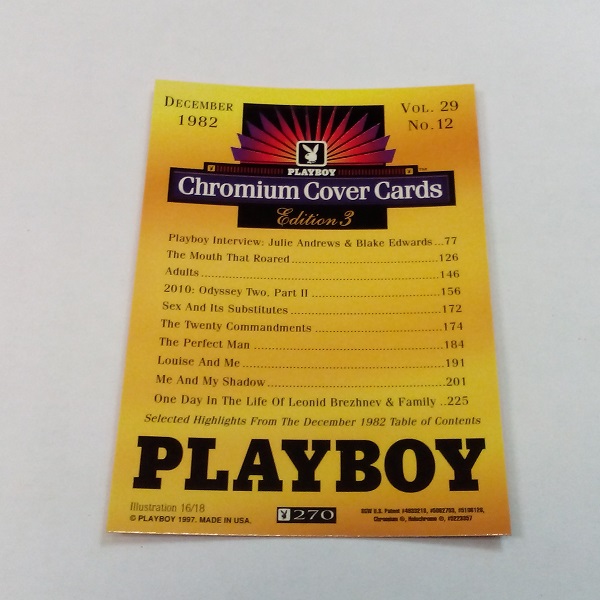 DECEMBER
1982
VOL. 29
NO. 12
PLAYBOY
Chromium Cover Cards
Edition 3
Playboy Interview: Julie Andrews & Blake Edwards...77
The Mouth That Roared........126
Adults........146
2010: Odyssey Two, Part II........156
Sex And Its Substitutes........172
The Twenty Commandments........174
The Perfect Man........184
Louise And Me........191
Me And My Shadow........201
One Day In The Life Of Leonid Brezhnev & Family ..225
Selected Highlights From The December 1982 Table of Contents
PLAYBOY
Illustration 16/18
© PLAYBOY 1997. MADE IN USA.
270
U.S. Patent
Chromium ®, Holochrome ®,